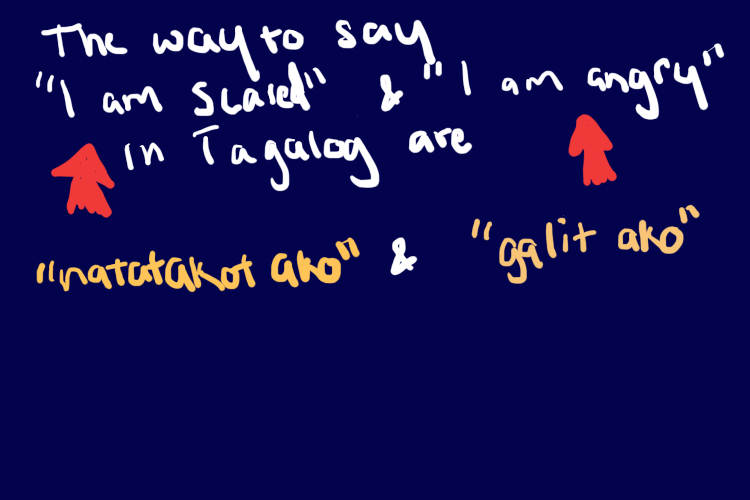 The way to say
"I am scared" & "I am angry"
in Tagalog are
"natatakot ako" & "galit ako"